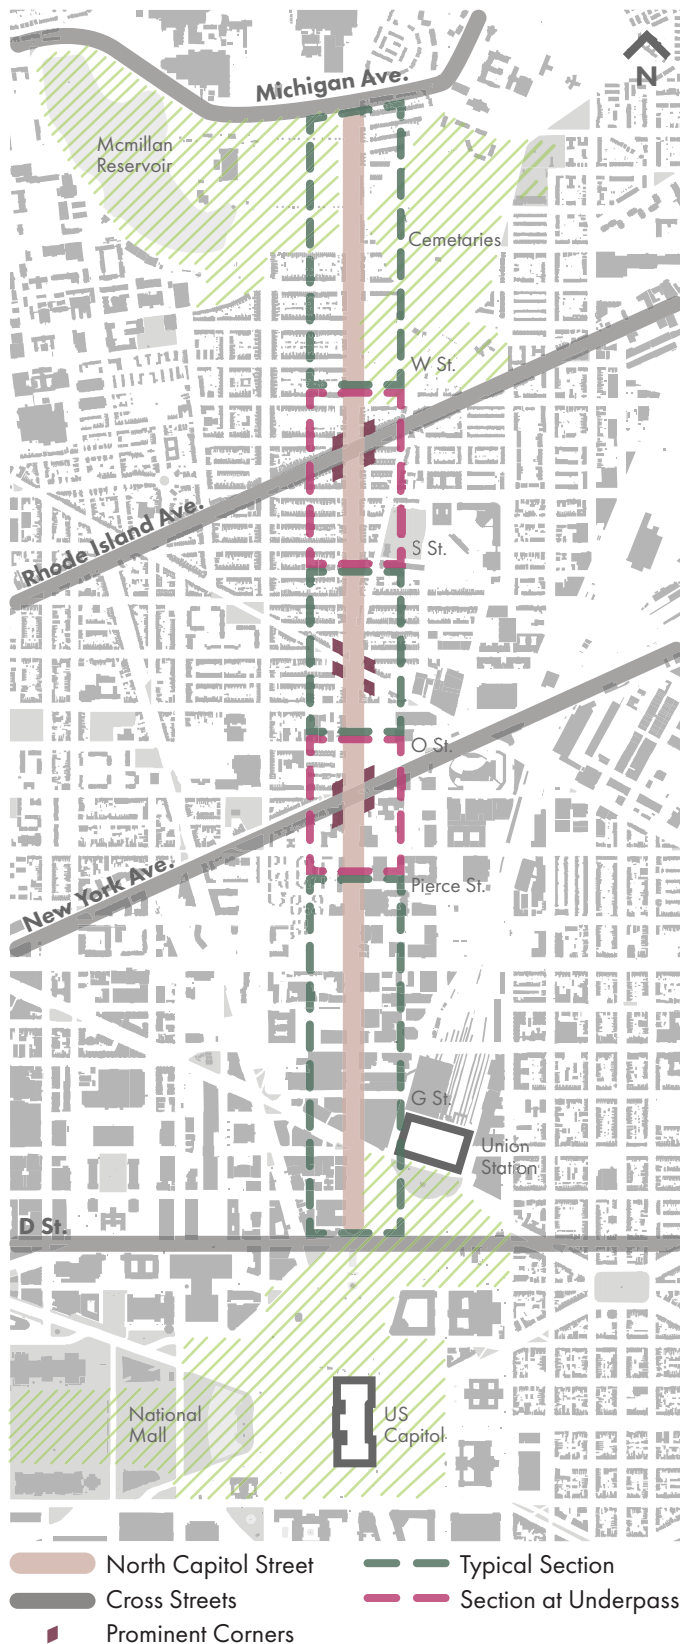 Michigan Ave.
N
Mcmillan
Reservoir
Cemetaries
W St.
Rhode Island Ave.
S St.
O St.
New York Ave.
Pierce St.
G St.
Union
Station
D St.
National
Mall
US
Capitol
North Capitol Street
Typical Section
Cross Streets
Section at Underpass
Prominent Corners